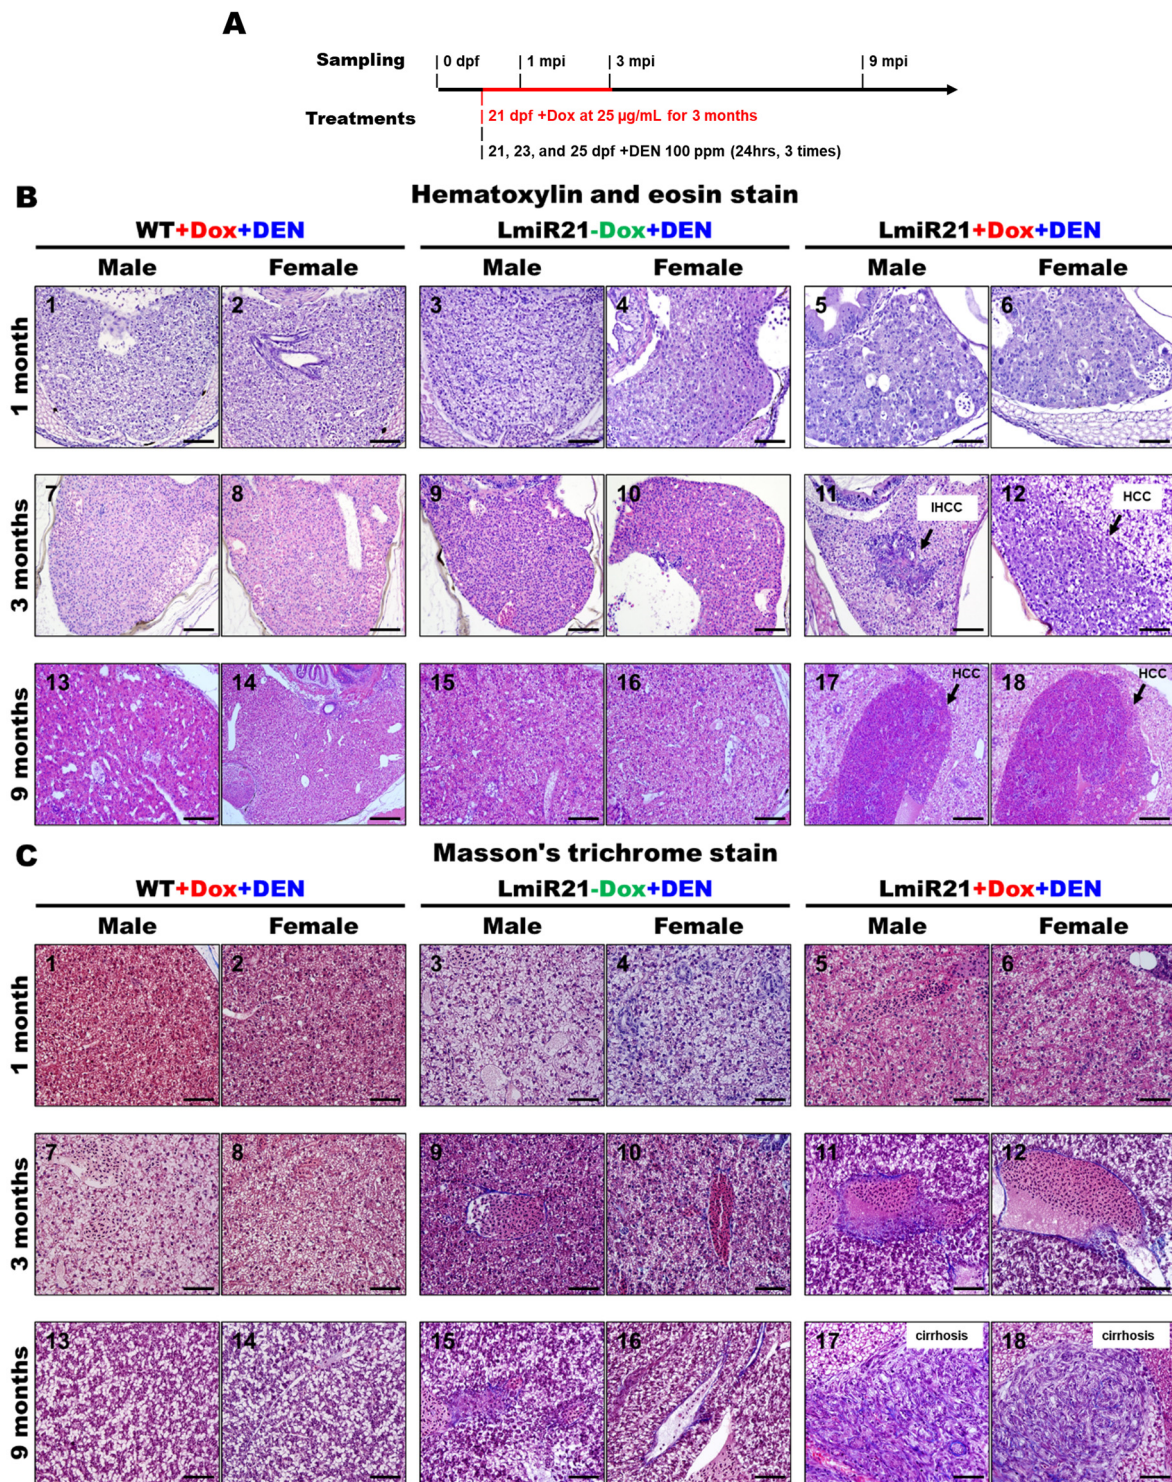 A
Sampling
| 0 dpf
| 1 mpi
| 3 mpi
| 9 mpi
Treatments
21 dpf +Dox at 25 µg/mL for 3 months
21, 23, and 25 dpf +DEN 100 ppm (24hrs, 3 times)
B
Hematoxylin and eosin stain
WT+Dox+DEN
LmiR21-Dox+DEN
LmiR21+Dox+DEN
Male
Female
Male
Female
Male
Female
1 month
1
2
3
4
5
6
3 months
7
8
9
10
11
IHCC
12
HCC
9 months
13
14
15
16
17
HCC
18
HCC
C
Masson's trichrome stain
WT+Dox+DEN
LmiR21-Dox+DEN
LmiR21+Dox+DEN
Male
Female
Male
Female
Male
Female
1 month
1
2
3
4
5
6
3 months
7
8
9
10
11
12
9 months
13
14
15
16
17
cirrhosis
18
cirrhosis